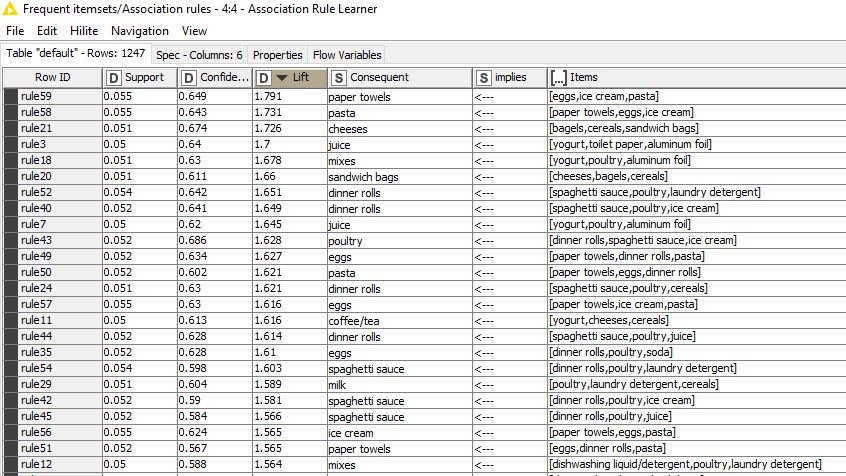 Frequent itemsets/Association rules - 4:4 - Association Rule Learner
File Edit Hilite Navigation View
Table "default" - Rows: 1247 Spec - Columns: 6 Properties Flow Variables
Row ID D Support D Confide... D Lift S Consequent S implies [...] Items
rule59 0.055 0.649 1.791 paper towels <--- [eggs,ice cream,pasta]
rule58 0.055 0.643 1.731 pasta <--- [paper towels,eggs,ice cream]
rule21 0.051 0.674 1.726 cheeses <--- [bagels,cereals,sandwich bags]
rule3 0.05 0.64 1.7 juice <--- [yogurt,toilet paper,aluminum foil]
rule18 0.051 0.63 1.678 mixes <--- [yogurt,poultry,aluminum foil]
rule20 0.051 0.611 1.66 sandwich bags <--- [cheeses,bagels,cereals]
rule52 0.054 0.642 1.651 dinner rolls <--- [spaghetti sauce,poultry,laundry detergent]
rule40 0.052 0.641 1.649 dinner rolls <--- [spaghetti sauce,poultry,ice cream]
rule7 0.05 0.62 1.645 juice <--- [yogurt,poultry,aluminum foil]
rule43 0.052 0.686 1.628 poultry <--- [dinner rolls,spaghetti sauce,ice cream]
rule49 0.052 0.634 1.627 eggs <--- [paper towels,dinner rolls,pasta]
rule50 0.052 0.602 1.621 pasta <--- [paper towels,eggs,dinner rolls]
rule24 0.051 0.63 1.621 dinner rolls <--- [spaghetti sauce,poultry,cereals]
rule57 0.055 0.63 1.616 eggs <--- [paper towels,ice cream,pasta]
rule11 0.05 0.613 1.616 coffee/tea <--- [yogurt,cheeses,cereals]
rule44 0.052 0.628 1.614 dinner rolls <--- [spaghetti sauce,poultry,juice]
rule35 0.052 0.628 1.61 eggs <--- [dinner rolls,poultry,soda]
rule54 0.054 0.598 1.603 spaghetti sauce <--- [dinner rolls,poultry,laundry detergent]
rule29 0.051 0.604 1.589 milk <--- [poultry,laundry detergent,cereals]
rule42 0.052 0.59 1.581 spaghetti sauce <--- [dinner rolls,poultry,ice cream]
rule45 0.052 0.584 1.566 spaghetti sauce <--- [dinner rolls,poultry,juice]
rule56 0.055 0.624 1.565 ice cream <--- [paper towels,eggs,pasta]
rule51 0.052 0.567 1.565 paper towels <--- [eggs,dinner rolls,pasta]
rule12 0.05 0.588 1.564 mixes <--- [dishwashing liquid/detergent,poultry,laundry detergent]